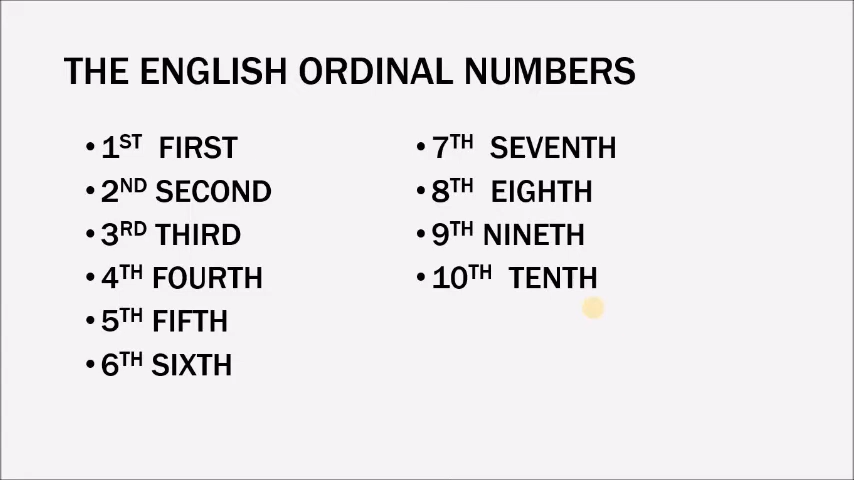 THE ENGLISH ORDINAL NUMBERS
• 1ST FIRST
• 2ND SECOND
• 3RD THIRD
• 4TH FOURTH
• 5TH FIFTH
• 6TH SIXTH
• 7TH SEVENTH
• 8TH EIGHTH
• 9TH NINETH
• 10TH TENTH